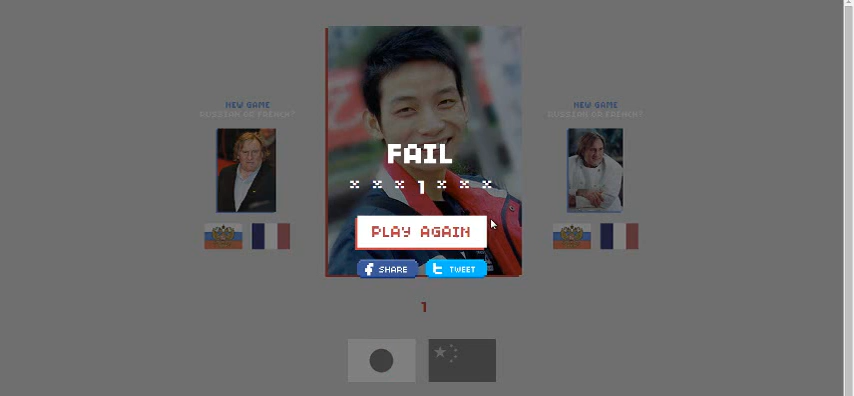 NEW GAME
RUSSIAN OR FRENCH?
NEW GAME
RUSSIAN OR FRENCH?
FAIL
* * * 1 * * *
PLAY AGAIN
f SHARE
t TWEET
1